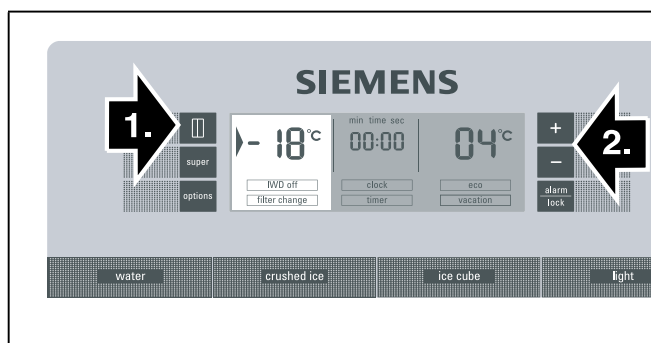 SIEMENS
1.
2.
super
options
- 18°C
min time sec
00:00
04°C
IWD off
filter change
clock
timer
eco
vacation
+
−
alarm
lock
water
crushed ice
ice cube
light